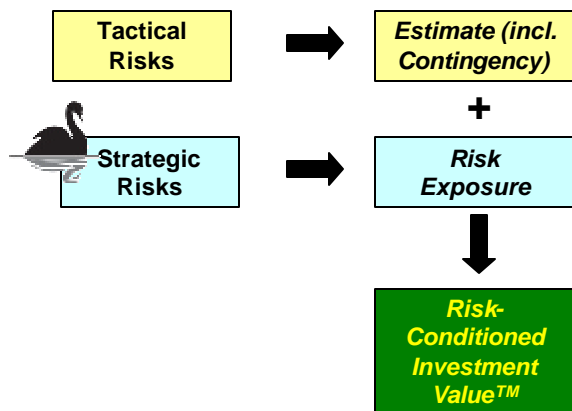 Tactical
Risks
Estimate (incl.
Contingency)
+
Strategic
Risks
Risk
Exposure
Risk-
Conditioned
Investment
Value™